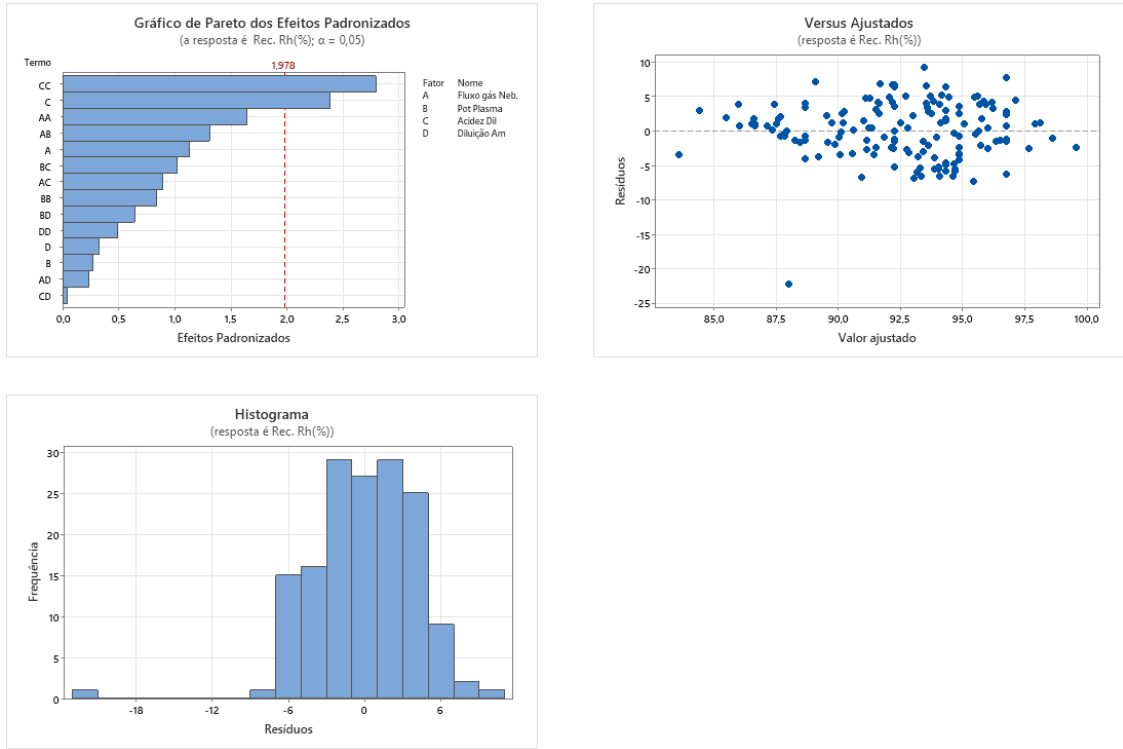 Gráfico de Pareto dos Efeitos Padronizados
(a resposta é Rec. Rh(%); α = 0,05)
Termo
1,978
CC
C
AA
AB
A
BC
AC
BB
BD
DD
D
B
AD
CD
0,0 0,5 1,0 1,5 2,0 2,5 3,0
Efeitos Padronizados
Fator Nome
A Fluxo gás Neb.
B Pot Plasma
C Acidez Dil
D Diluição Am
Versus Ajustados
(resposta é Rec. Rh(%))
10
5
0
-5
-10
-15
-20
-25
Resíduos
85,0 87,5 90,0 92,5 95,0 97,5 100,0
Valor ajustado
Histograma
(resposta é Rec. Rh(%))
30
25
20
15
10
5
0
Frequência
-18 -12 -6 0 6
Resíduos